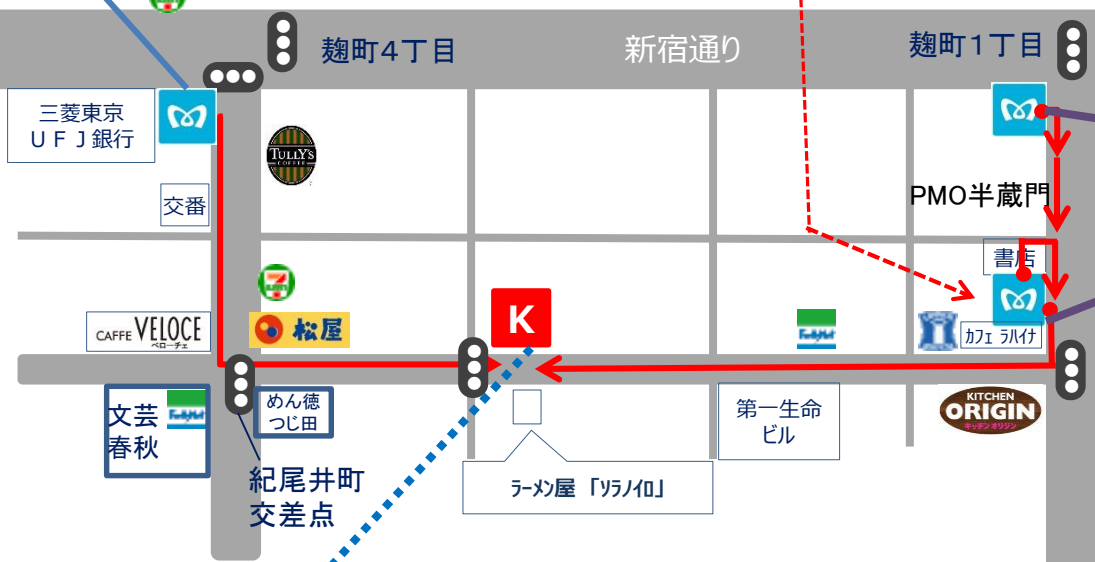 麹町4丁目
新宿通り
麹町1丁目
三菱東京
UFJ銀行
TULLY'S
COFFEE
交番
PMO半蔵門
書店
CAFFE VELOCE
ベローチェ
松屋
K
FamilyMart
カフェ ラハイナ
文芸
春秋
FamilyMart
めん徳
つじ田
第一生命
ビル
KITCHEN
ORIGIN
キッチンオリジン
紀尾井町
交差点
ラーメン屋 「ソラノイロ」